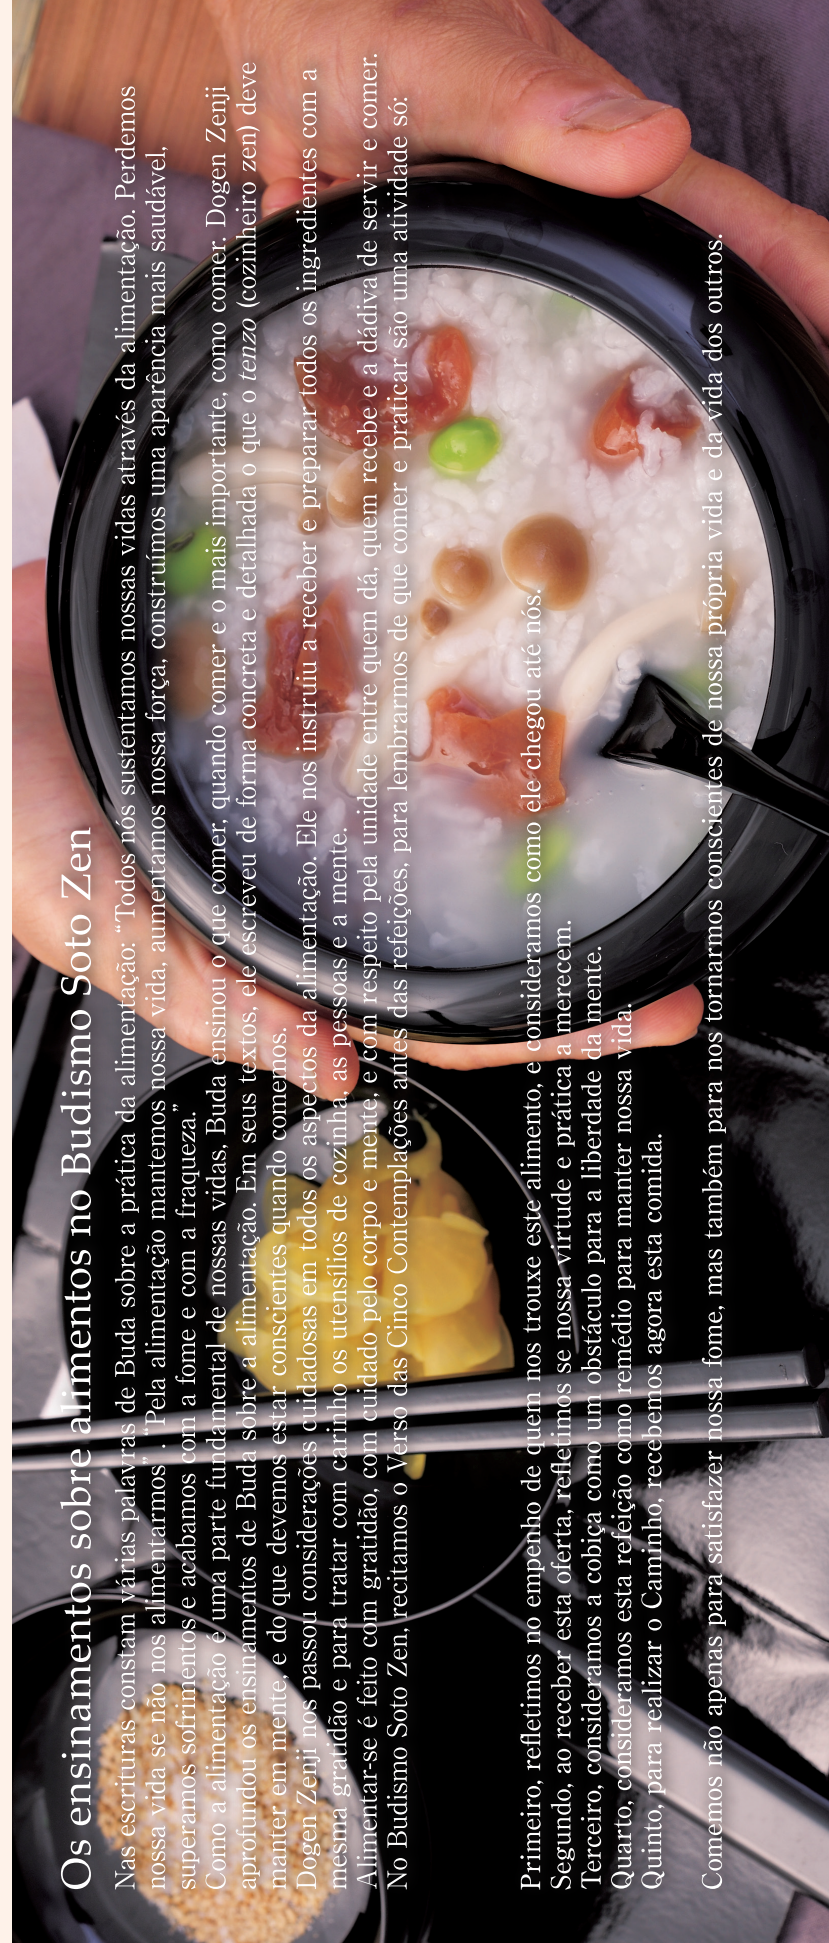 Os ensinamentos sobre alimentos no Budismo Soto Zen
Nas escrituras constam várias palavras de Buda sobre a prática da alimentação: “Todos nós sustentamos nossas vidas através da alimentação. Perdemos
nossa vida se não nos alimentarmos”. “Pela alimentação mantemos nossa vida, aumentamos nossa força, construímos uma aparência mais saudável,
superamos sofrimentos e acabamos com a fome e com a fraqueza.”
Como a alimentação é uma parte fundamental de nossas vidas, Buda ensinou o que comer, quando comer e o mais importante, como comer. Dogen Zenji
aprofundou os ensinamentos de Buda sobre a alimentação. Em seus textos, ele escreveu de forma concreta e detalhada o que o tenzo (cozinheiro zen) deve
manter em mente, e do que devemos estar conscientes quando comemos.
Dogen Zenji nos passou considerações cuidadosas em todos os aspectos da alimentação. Ele nos instruiu a receber e preparar todos os ingredientes com a
mesma gratidão e para tratar com carinho os utensílios de cozinha, as pessoas e a mente.
Alimentar-se é feito com gratidão, com cuidado pelo corpo e mente, e com respeito pela unidade entre quem dá, quem recebe e a dádiva de servir e comer.
No Budismo Soto Zen, recitamos o Verso das Cinco Contemplações antes das refeições, para lembrarmos de que comer e praticar são uma atividade só:
Primeiro, refletimos no empenho de quem nos trouxe este alimento, e consideramos como ele chegou até nós.
Segundo, ao receber esta oferta, refletimos se nossa virtude e prática a merecem.
Terceiro, consideramos a cobiça como um obstáculo para a liberdade da mente.
Quarto, consideramos esta refeição como remédio para manter nossa vida.
Quinto, para realizar o Caminho, recebemos agora esta comida.
Comemos não apenas para satisfazer nossa fome, mas também para nos tornarmos conscientes de nossa própria vida e da vida dos outros.